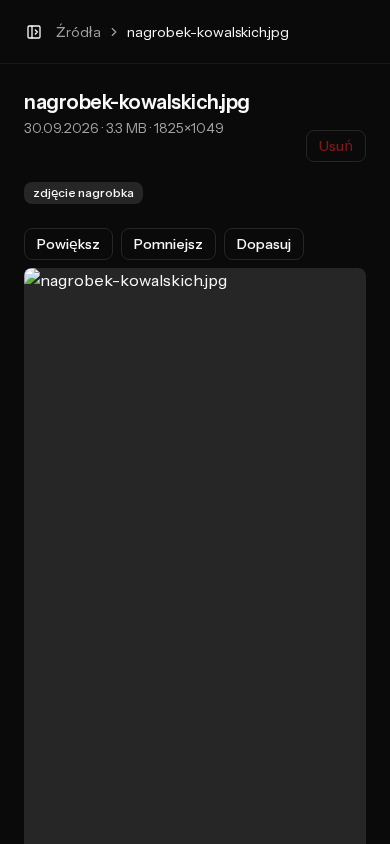 Źródła > nagrobek-kowalskich.jpg
nagrobek-kowalskich.jpg
30.09.2026 · 3.3 MB · 1825×1049
Usuń
zdjęcie nagrobka
Powiększ Pomniejsz Dopasuj
nagrobek-kowalskich.jpg